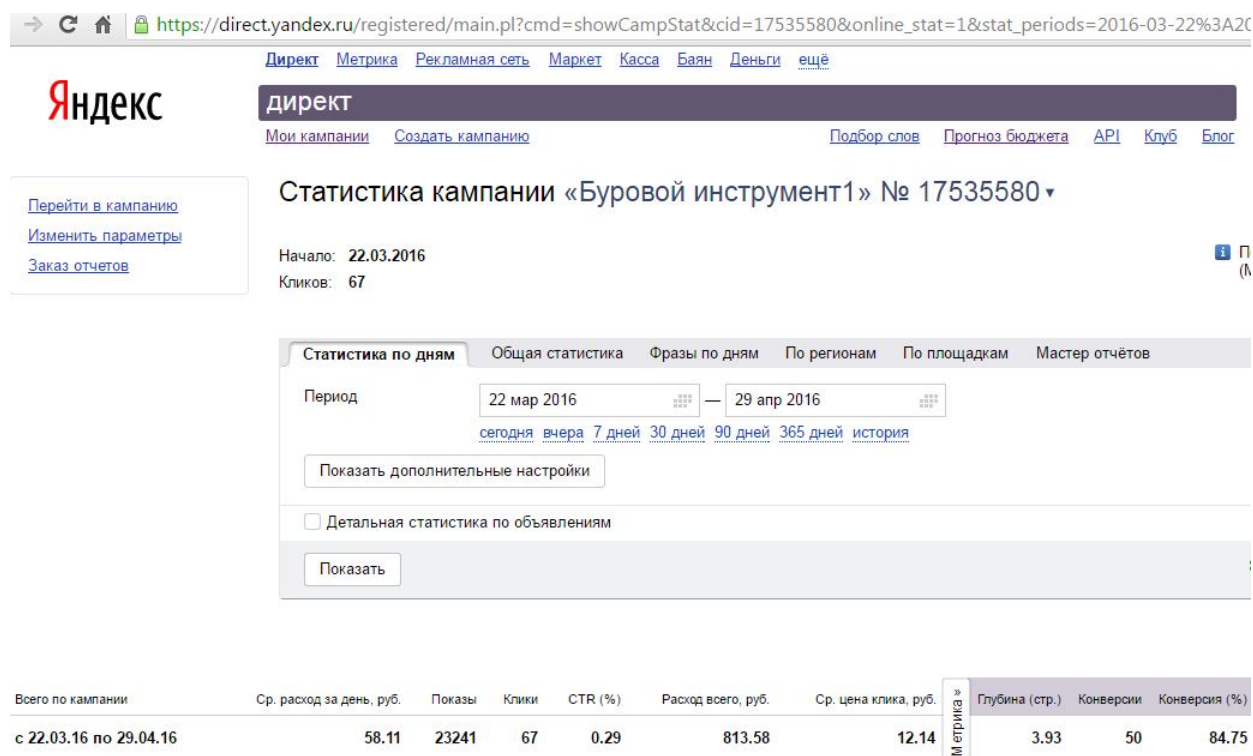 https://direct.yandex.ru/registered/main.pl?cmd=showCampStat&cid=17535580&online_stat=1&stat_periods=2016-03-22%3A20
Директ Метрика Рекламная сеть Маркет Касса Баян Деньги ещё
Яндекс
директ
Мои кампании Создать кампанию Подбор слов Прогноз бюджета API Клуб Блог
Статистика кампании «Буровой инструмент1» № 17535580
Перейти в кампанию
Изменить параметры
Заказ отчетов
Начало: 22.03.2016
Кликов: 67
Статистика по дням Общая статистика Фразы по дням По регионам По площадкам Мастер отчётов
Период 22 мар 2016 — 29 апр 2016
сегодня вчера 7 дней 30 дней 90 дней 365 дней история
Показать дополнительные настройки
Детальная статистика по объявлениям
Показать
Всего по кампании Ср. расход за день, руб. Показы Клики CTR (%) Расход всего, руб. Ср. цена клика, руб. Метрика » Глубина (стр.) Конверсии Конверсия (%)
с 22.03.16 по 29.04.16 58.11 23241 67 0.29 813.58 12.14 3.93 50 84.75